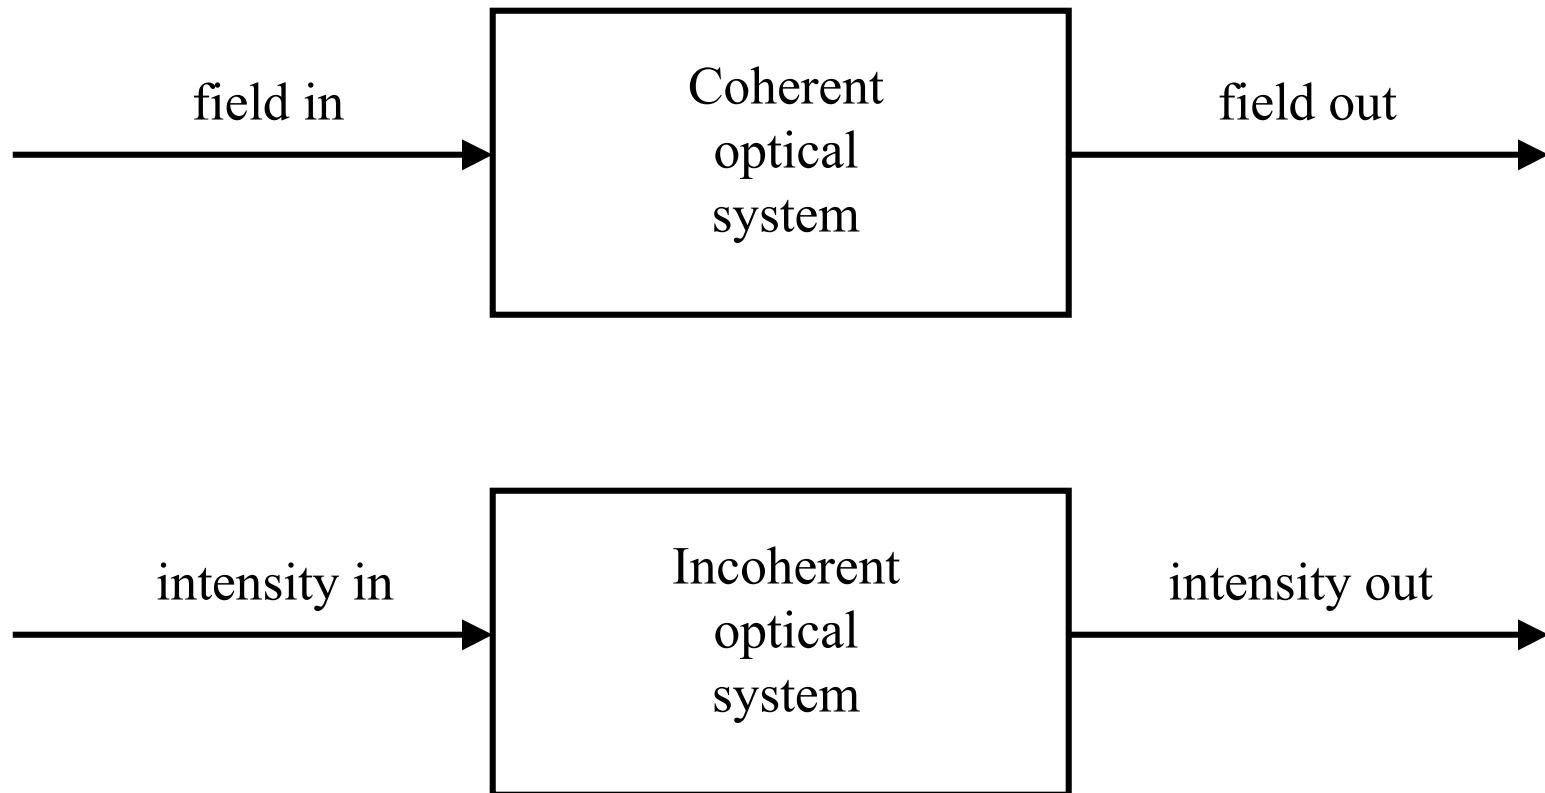 field in
Coherent
optical
system
field out
intensity in
Incoherent
optical
system
intensity out